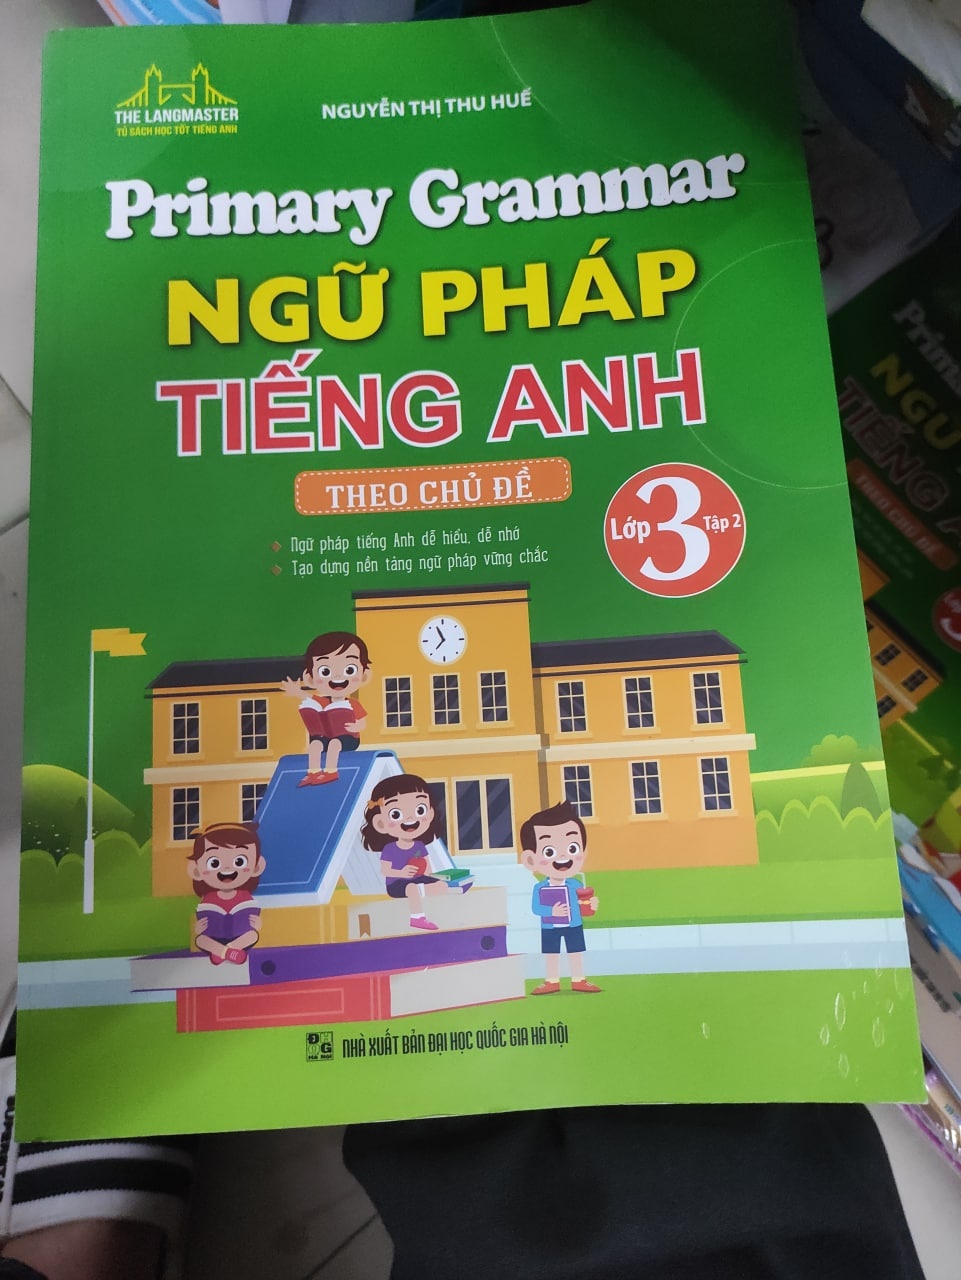 THE LANGMASTER
TỦ SÁCH HỌC TỐT TIẾNG ANH
NGUYỄN THỊ THU HUẾ
Primary Grammar
NGỮ PHÁP
TIẾNG ANH
THEO CHỦ ĐỀ
Ngữ pháp tiếng Anh dễ hiểu, dễ nhớ
Tạo dựng nền tảng ngữ pháp vững chắc
Lớp 3 Tập 2
NHÀ XUẤT BẢN ĐẠI HỌC QUỐC GIA HÀ NỘI